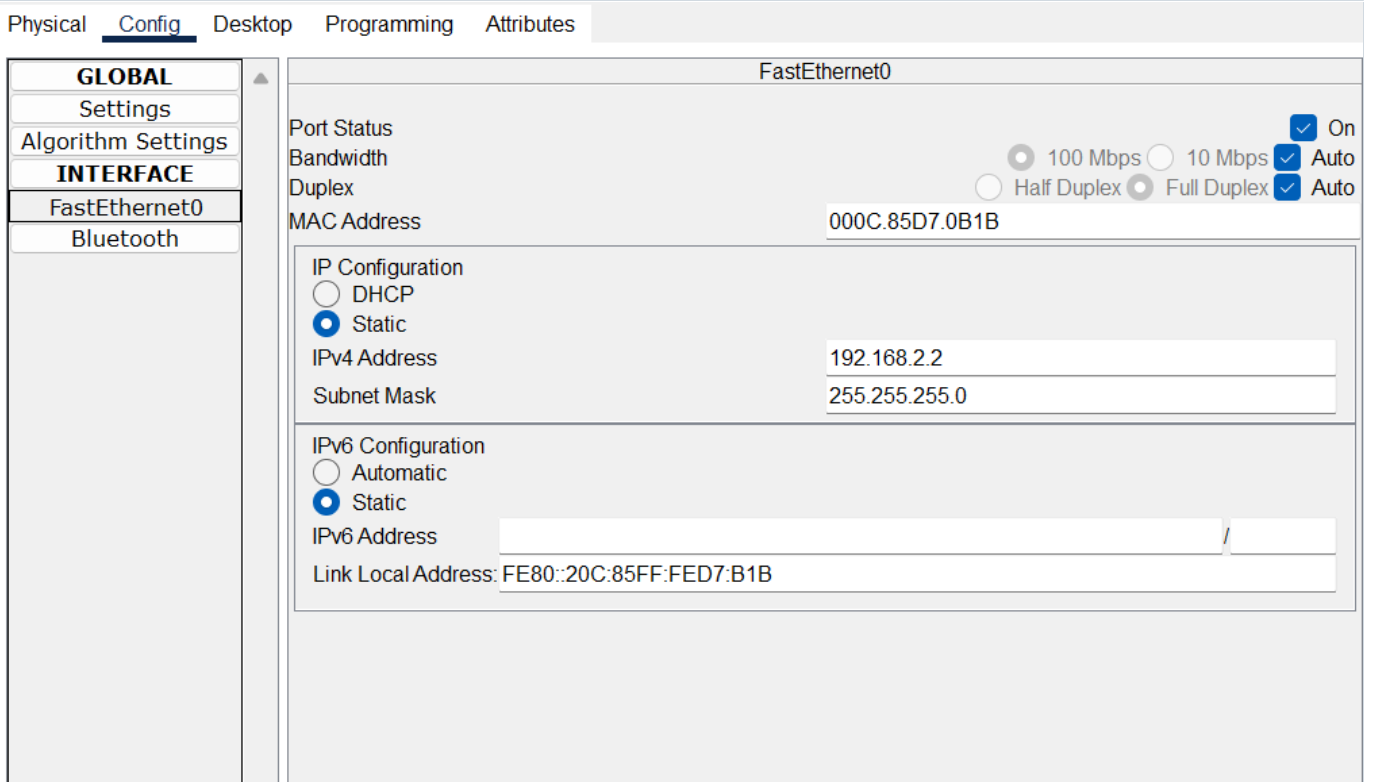 Physical Config Desktop Programming Attributes
GLOBAL
Settings
Algorithm Settings
INTERFACE
FastEthernet0
Bluetooth
FastEthernet0
Port Status On
Bandwidth 100 Mbps 10 Mbps Auto
Duplex Half Duplex Full Duplex Auto
MAC Address 000C.85D7.0B1B
IP Configuration
DHCP
Static
IPv4 Address 192.168.2.2
Subnet Mask 255.255.255.0
IPv6 Configuration
Automatic
Static
IPv6 Address /
Link Local Address: FE80::20C:85FF:FED7:B1B